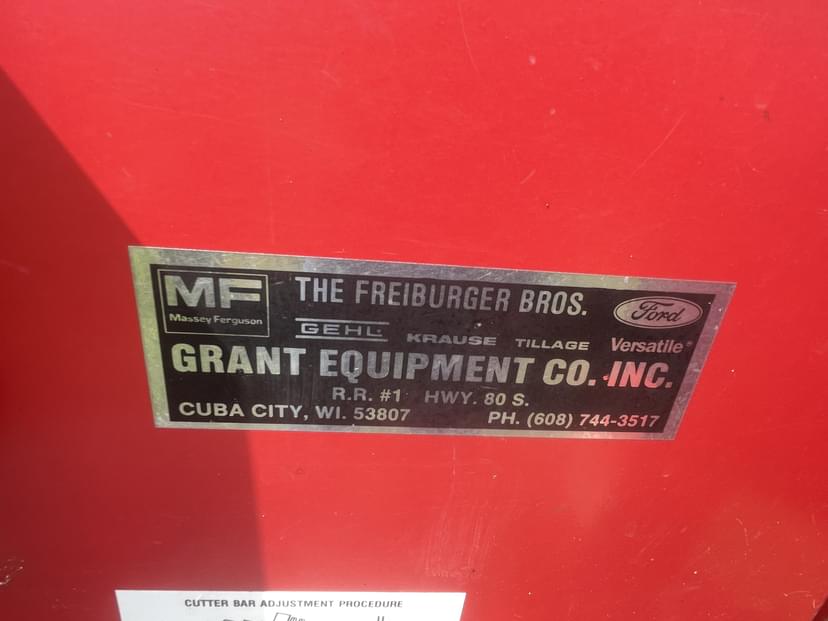 MF THE FREIBURGER BROS. Ford
Massey Ferguson GEHL KRAUSE TILLAGE Versatile®
GRANT EQUIPMENT CO. INC.
R.R. #1 HWY. 80 S.
CUBA CITY, WI. 53807 PH. (608) 744-3517
CUTTER BAR ADJUSTMENT PROCEDURE